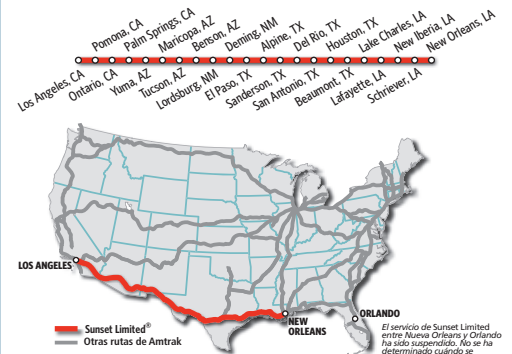 Pomona, CA
Palm Springs, CA
Maricopa, AZ
Benson, AZ
Deming, NM
Alpine, TX
Del Rio, TX
Houston, TX
Lake Charles, LA
New Iberia, LA
New Orleans, LA
Los Angeles, CA
Ontario, CA
Yuma, AZ
Tucson, AZ
Lordsburg, NM
El Paso, TX
Sanderson, TX
San Antonio, TX
Beaumont, TX
Lafayette, LA
Schriever, LA
LOS ANGELES
NEW
ORLEANS
ORLANDO
Sunset Limited®
Otras rutas de Amtrak
El servicio de Sunset Limited
entre Nueva Orleans y Orlando
ha sido suspendido. No se ha
determinado cuándo se